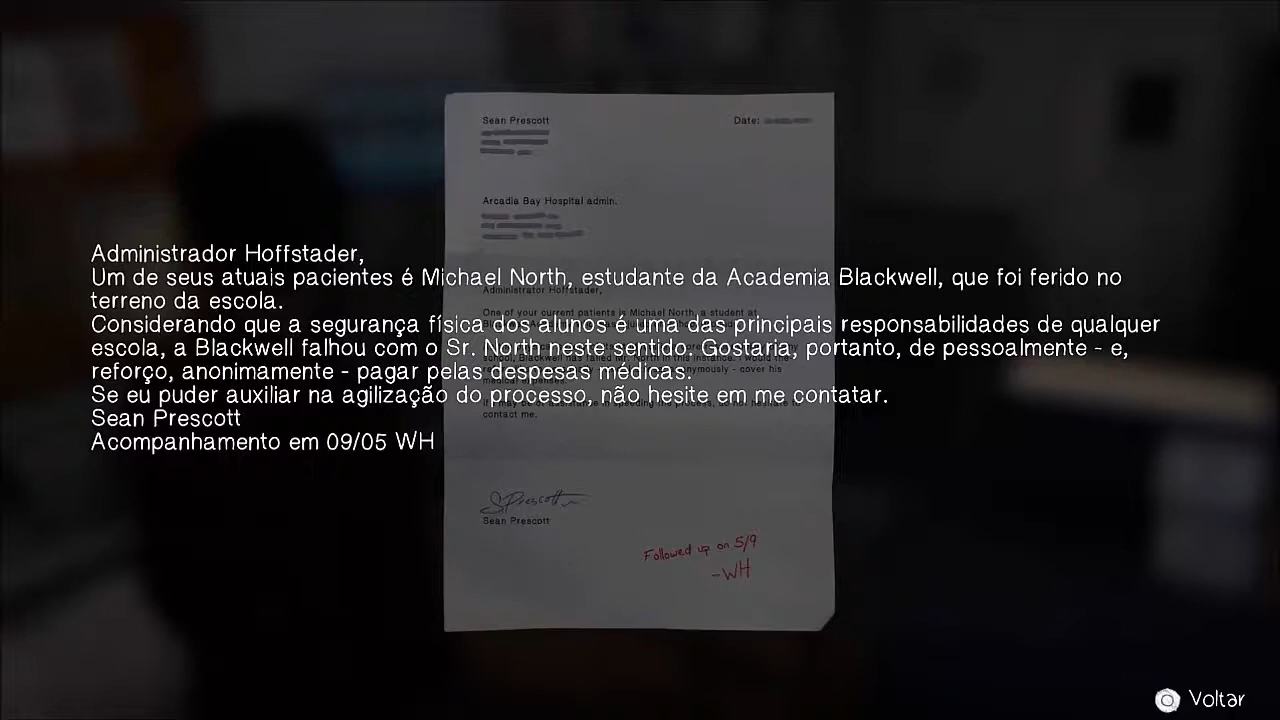 Sean Prescott
Date:
Arcadia Bay Hospital admin.
Administrador Hoffstader,
Um de seus atuais pacientes é Michael North, estudante da Academia Blackwell, que foi ferido no
terreno da escola.
Considerando que a segurança física dos alunos é uma das principais responsabilidades de qualquer
escola, a Blackwell falhou com o Sr. North neste sentido. Gostaria, portanto, de pessoalmente - e,
reforço, anonimamente - pagar pelas despesas médicas.
Se eu puder auxiliar na agilização do processo, não hesite em me contatar.
Sean Prescott
Acompanhamento em 09/05 WH
Administrator Hoffstader,
One of your current patients is Michael North, a student at
contact me.
SPrescott
Sean Prescott
Followed up on 5/9
-WH
Voltar